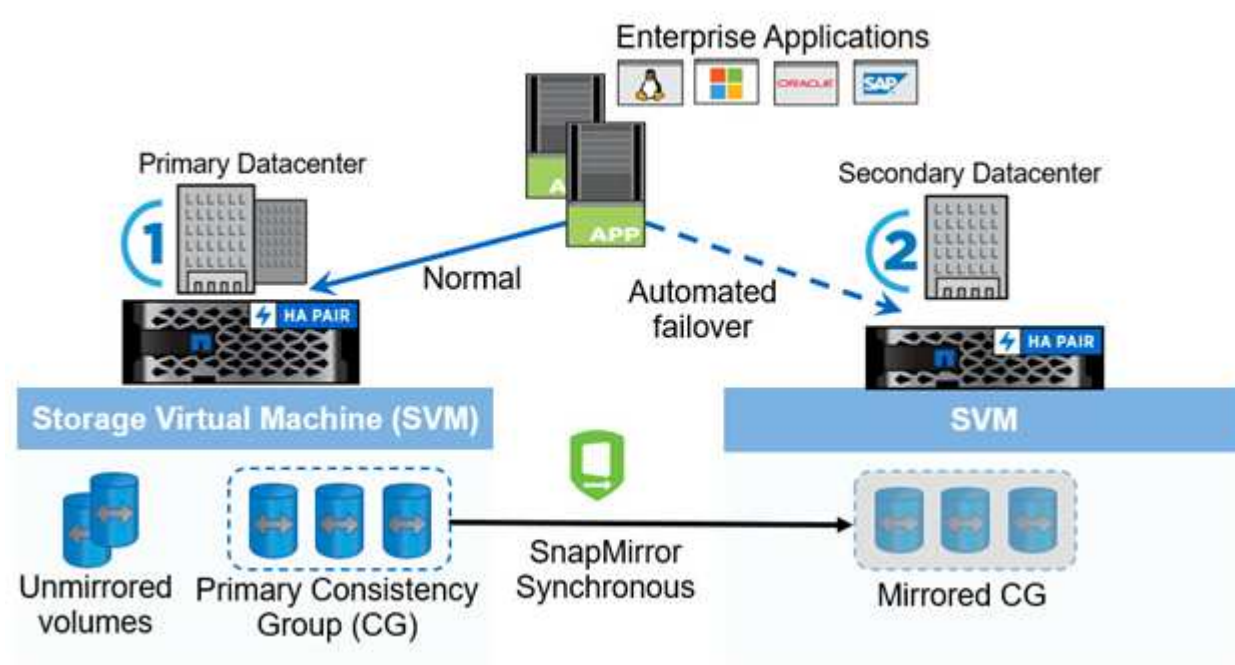 Enterprise Applications
ORACLE
SAP
Primary Datacenter
Secondary Datacenter
1
A
APP
2
Normal
Automated
failover
HA PAIR
HA PAIR
n
n
Storage Virtual Machine (SVM)
SVM
SnapMirror
Synchronous
Unmirrored
volumes
Primary Consistency
Group (CG)
Mirrored CG